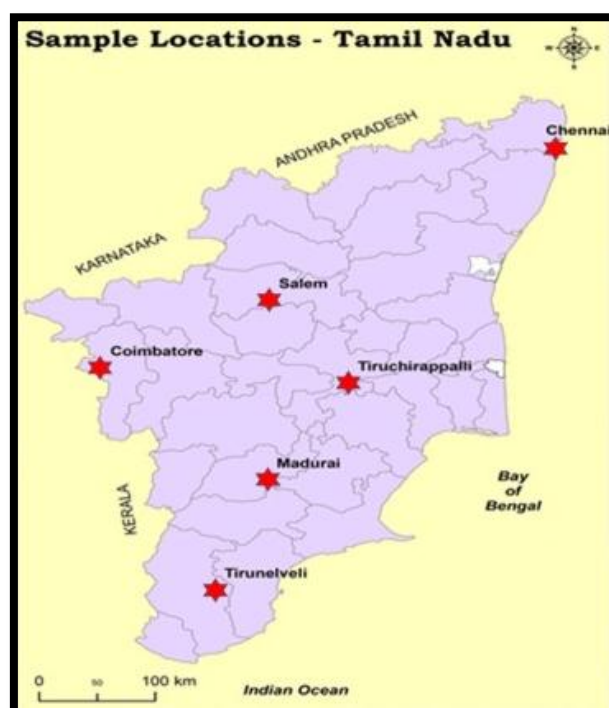 Sample Locations - Tamil Nadu
N
W
E
S
Chennai
ANDHRA PRADESH
KARNATAKA
Salem
Coimbatore
Tiruchirappalli
Madurai
KERALA
Bay
of
Bengal
Tirunelveli
0 50 100 km
Indian Ocean